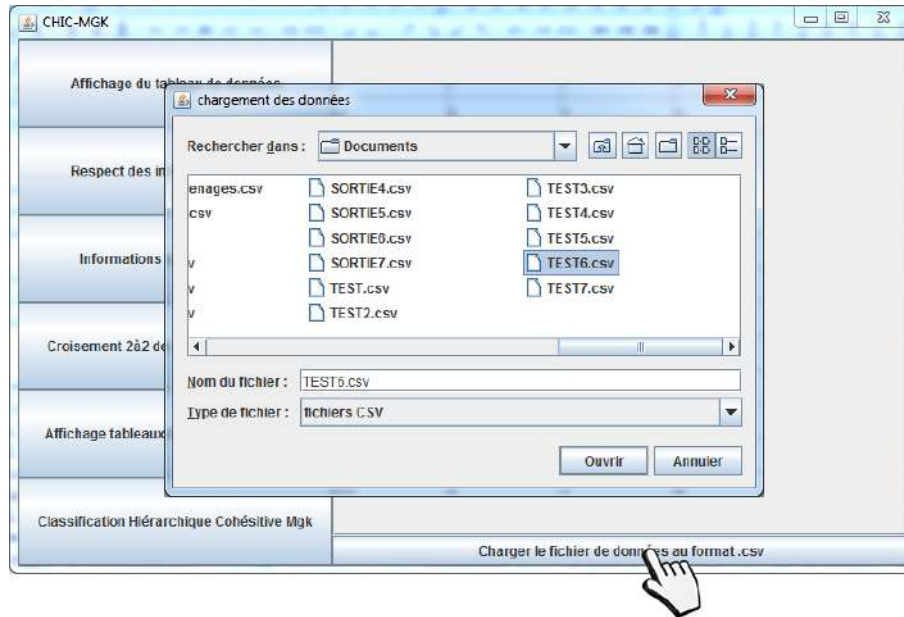 CHIC-MGK
Affichage du tableau de données
chargement des données
Rechercher dans : Documents
Respect des in
enages.csv SORTIE4.csv TEST3.csv
csv SORTIE5.csv TEST4.csv
SORTIE6.csv TEST5.csv
Informations v SORTIE7.csv TEST6.csv
v TEST.csv TEST7.csv
v TEST2.csv
Croisement 2à2 de
Nom du fichier : TEST6.csv
Type de fichier : fichiers CSV
Affichage tableaux
Ouvrir Annuler
Classification Hiérarchique Cohésitive Mgk
Charger le fichier de données au format .csv